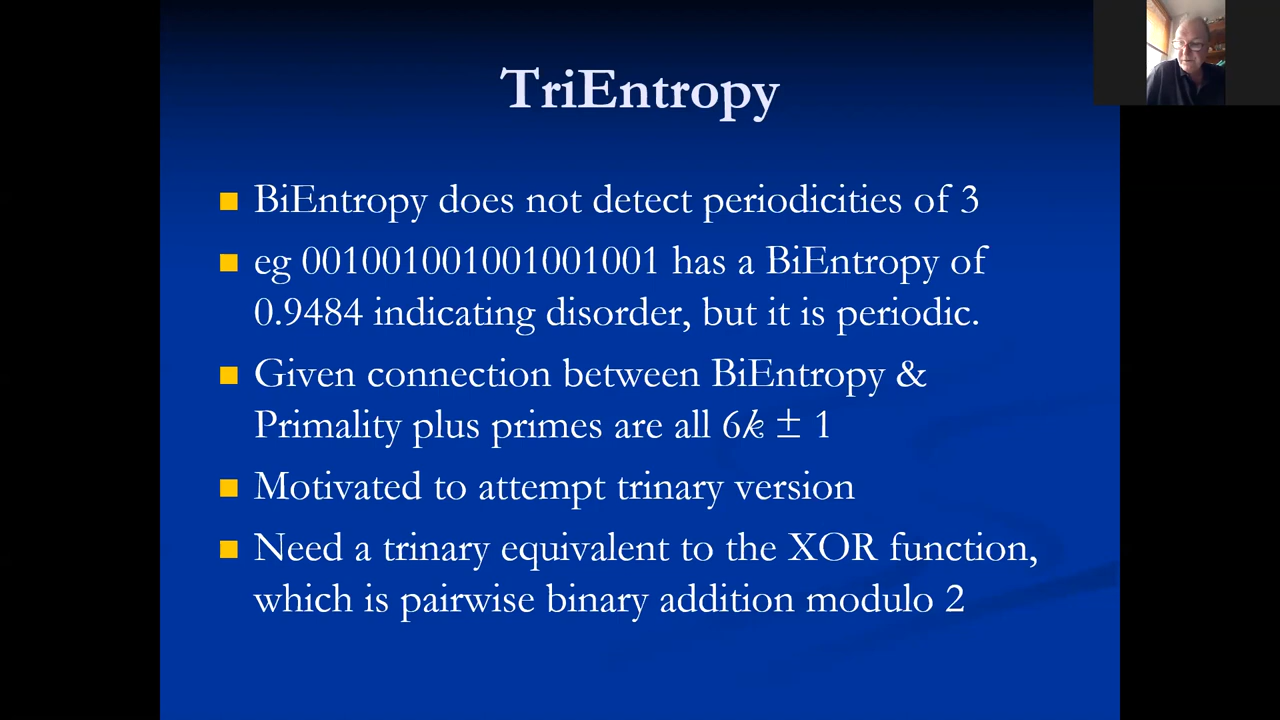 TriEntropy
BiEntropy does not detect periodicities of 3
eg 001001001001001001 has a BiEntropy of
0.9484 indicating disorder, but it is periodic.
Given connection between BiEntropy &
Primality plus primes are all 6k ± 1
Motivated to attempt trinary version
Need a trinary equivalent to the XOR function,
which is pairwise binary addition modulo 2